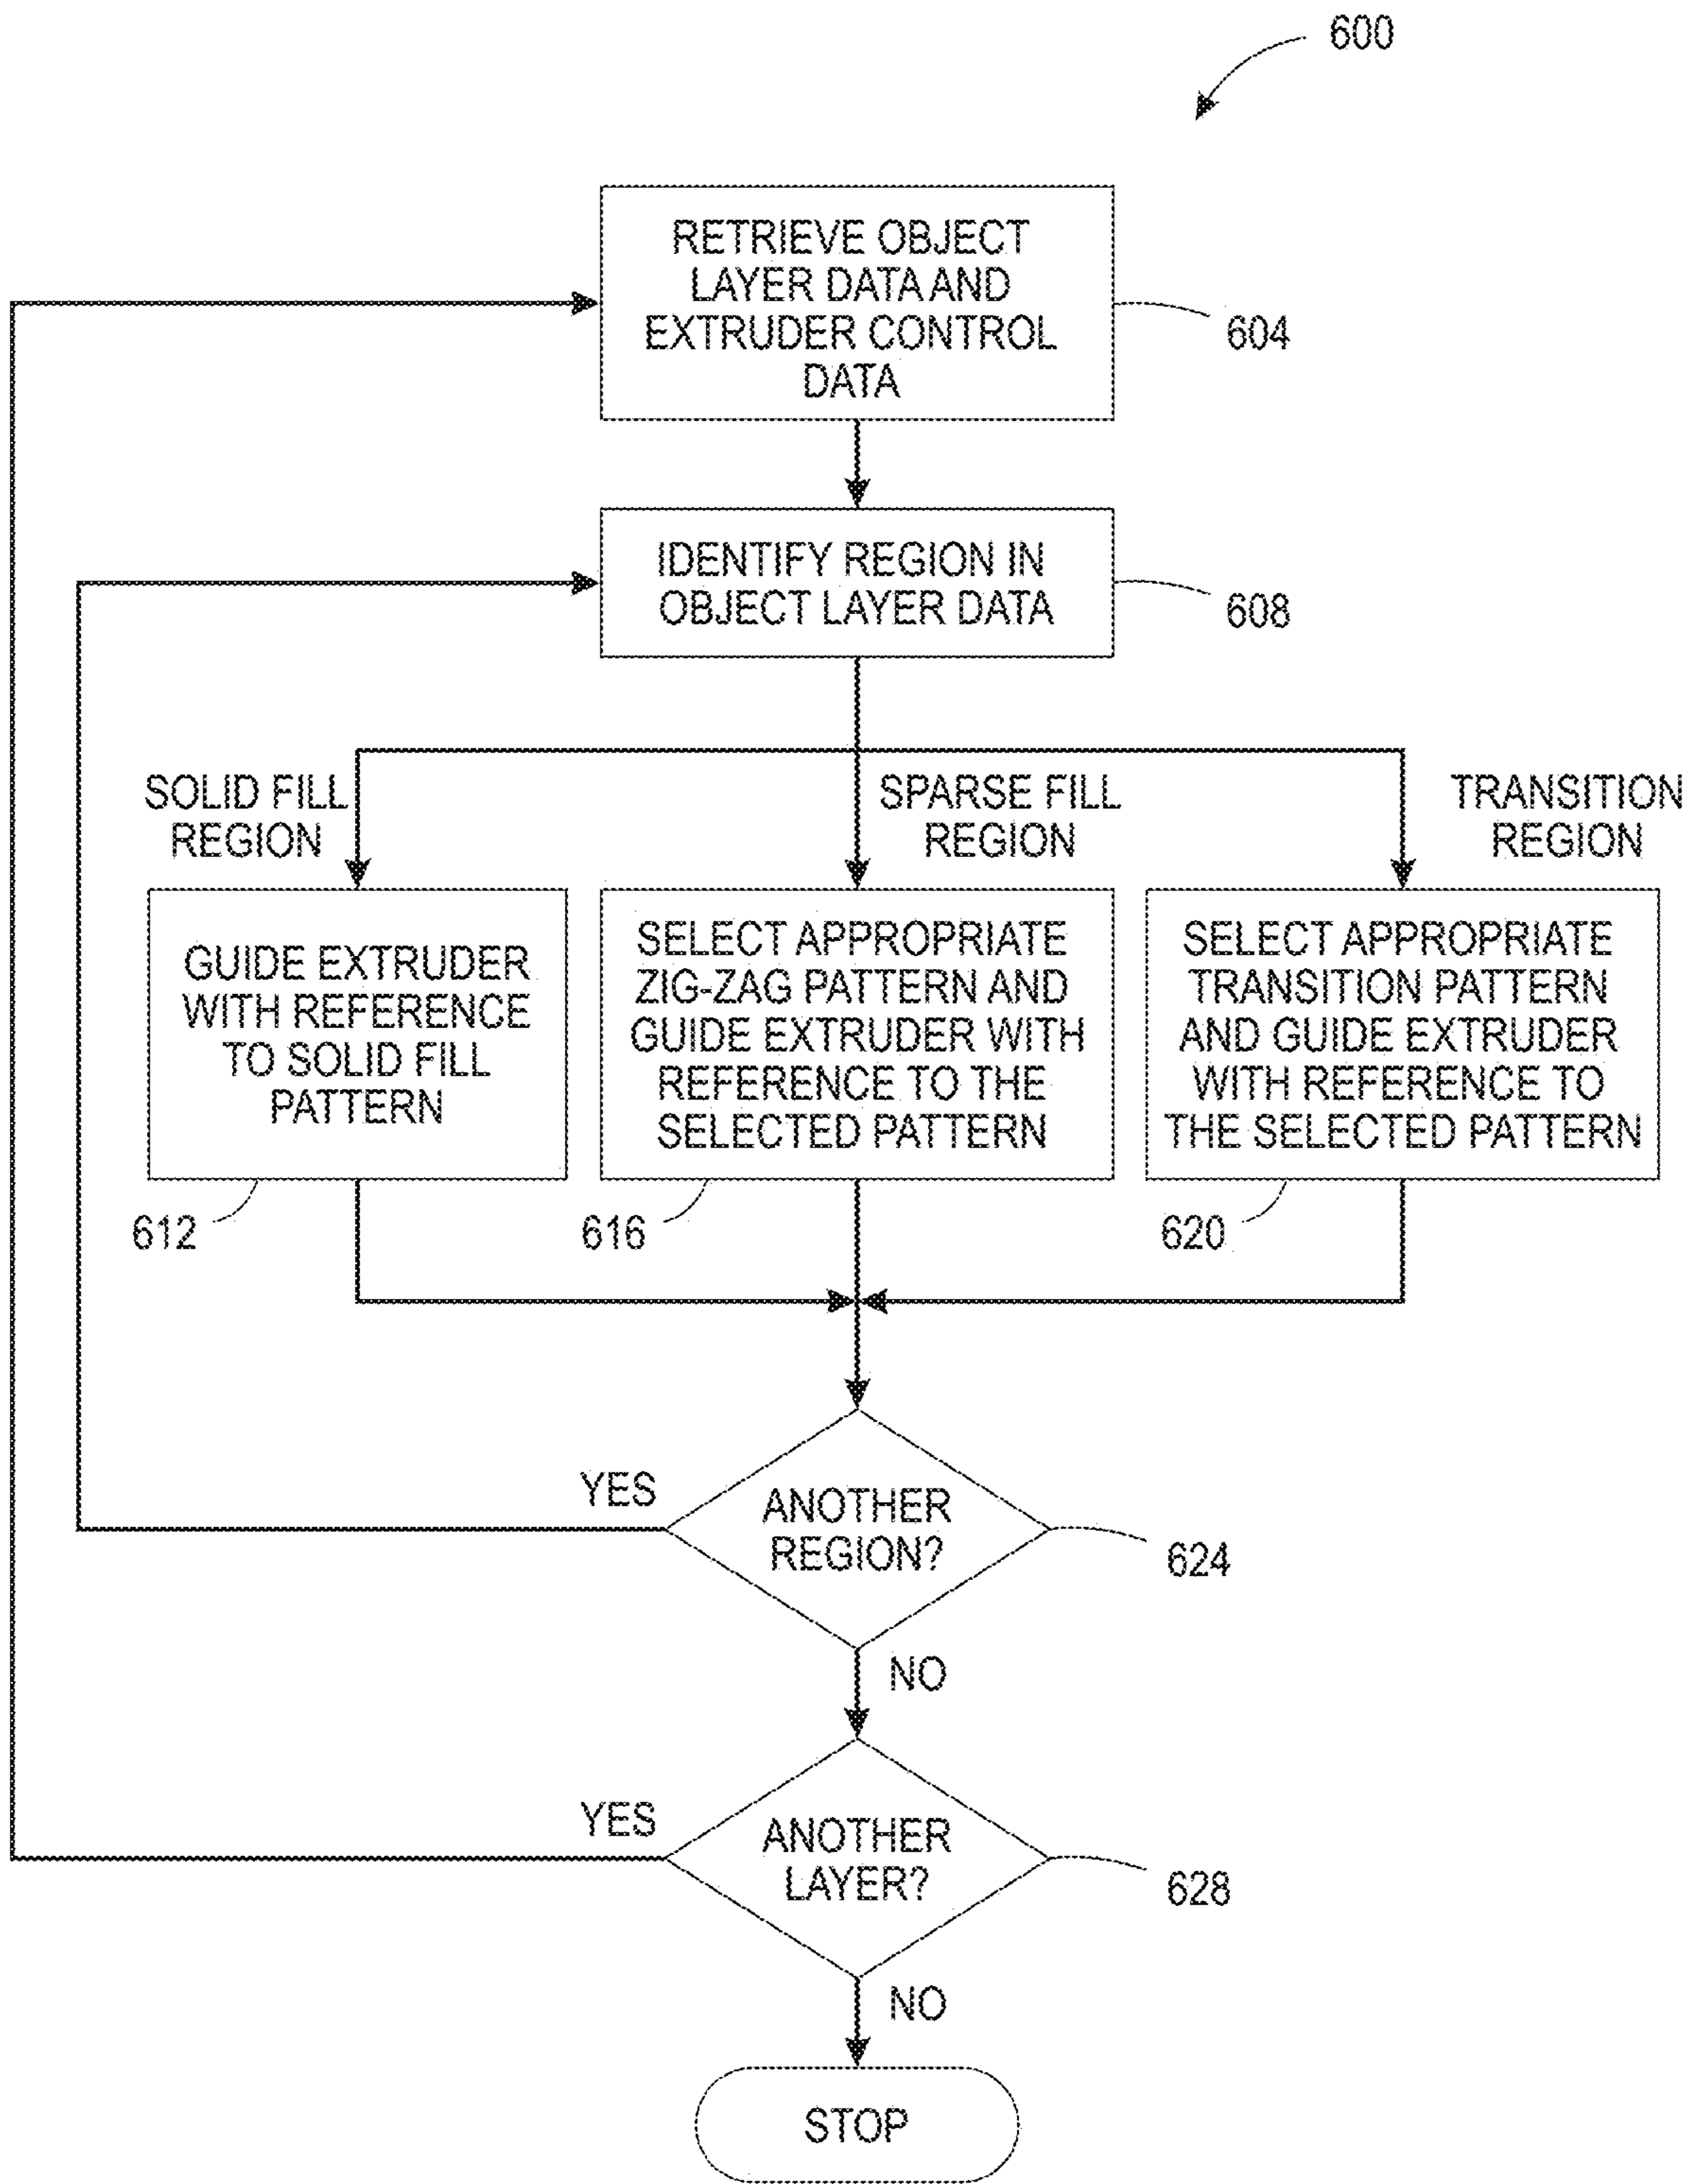 600
RETRIEVE OBJECT
LAYER DATA AND
EXTRUDER CONTROL
DATA
604
IDENTIFY REGION IN
OBJECT LAYER DATA
608
SOLID FILL
REGION
SPARSE FILL
REGION
TRANSITION
REGION
GUIDE EXTRUDER
WITH REFERENCE
TO SOLID FILL
PATTERN
612
SELECT APPROPRIATE
ZIG-ZAG PATTERN AND
GUIDE EXTRUDER WITH
REFERENCE TO THE
SELECTED PATTERN
616
SELECT APPROPRIATE
TRANSITION PATTERN
AND GUIDE EXTRUDER
WITH REFERENCE TO
THE SELECTED PATTERN
620
YES
ANOTHER
REGION?
624
NO
YES
ANOTHER
LAYER?
628
NO
STOP